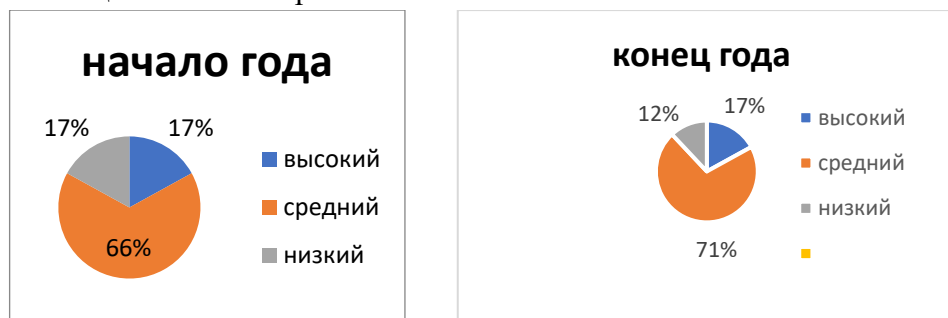 начало года
17%
17%
66%
высокий
средний
низкий
конец года
12%
17%
71%
высокий
средний
низкий